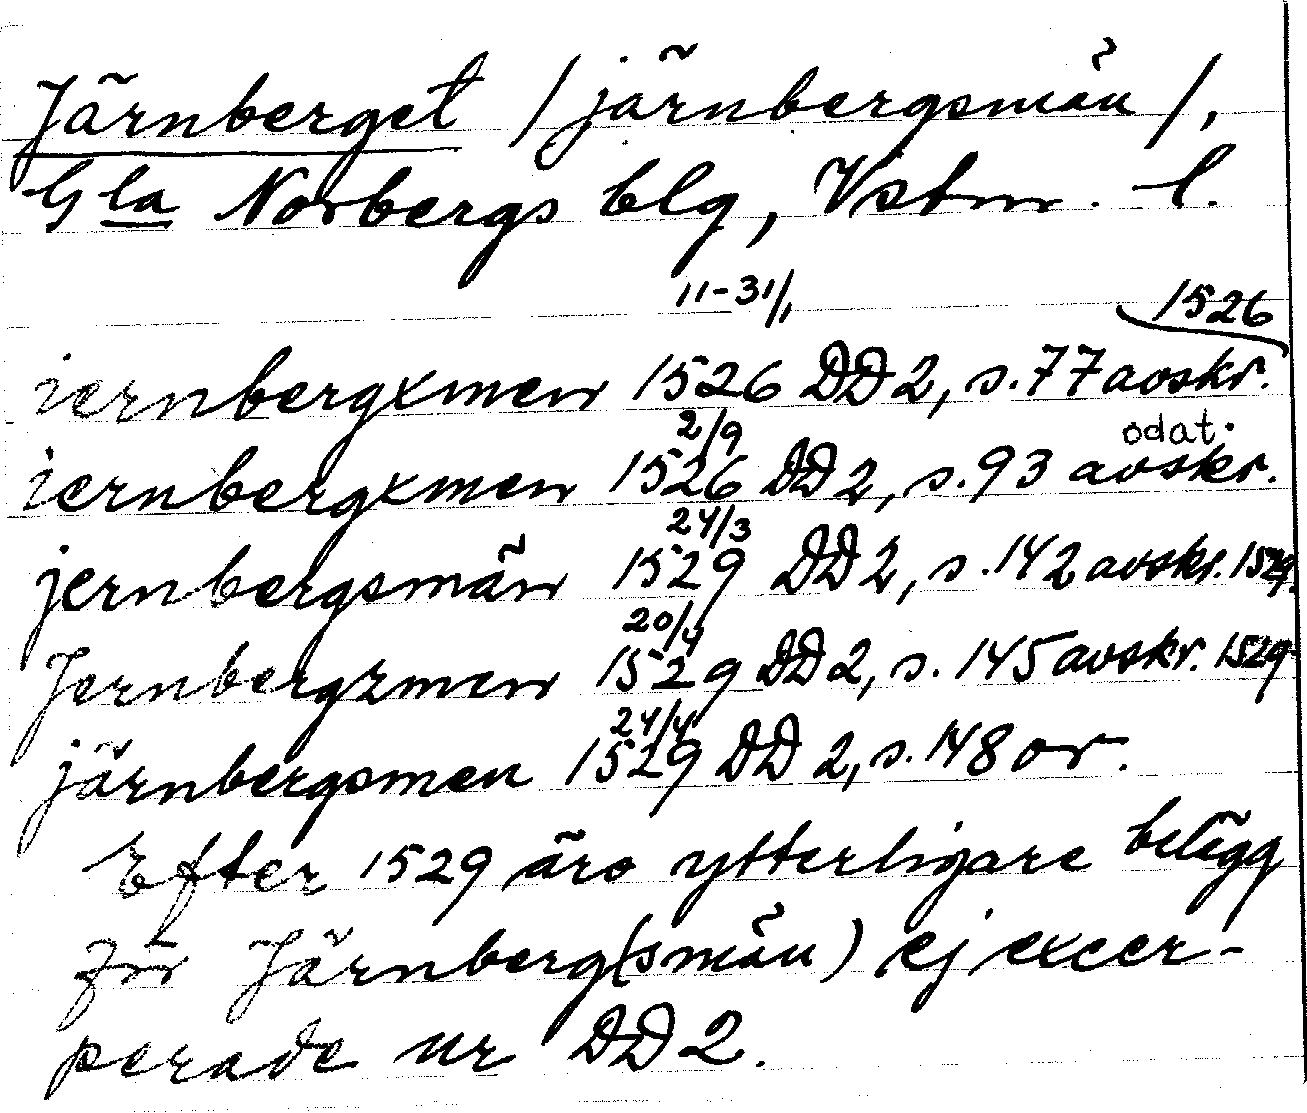 Järnberget /järnbergsmän/,
Gla Norbergs blg, Vstm. l.
11-31/1 1526
iernbergxmen 1526 DD 2, s. 77 avskr.
2/9 odat.
iernbergxmen 1526 DD 2, s. 93 avskr.
24/3
jernbergsmän 1529 DD 2, s. 142 avskr. 1529.
20/4
Jernbergzmen 1529 DD 2, s. 145 avskr. 1529.
24/4
järnbergsmen 1529 DD 2, s. 148 or.
Efter 1529 äro ytterligare belägg
för Järnberg(smän) ej excer-
perade ur DD 2.